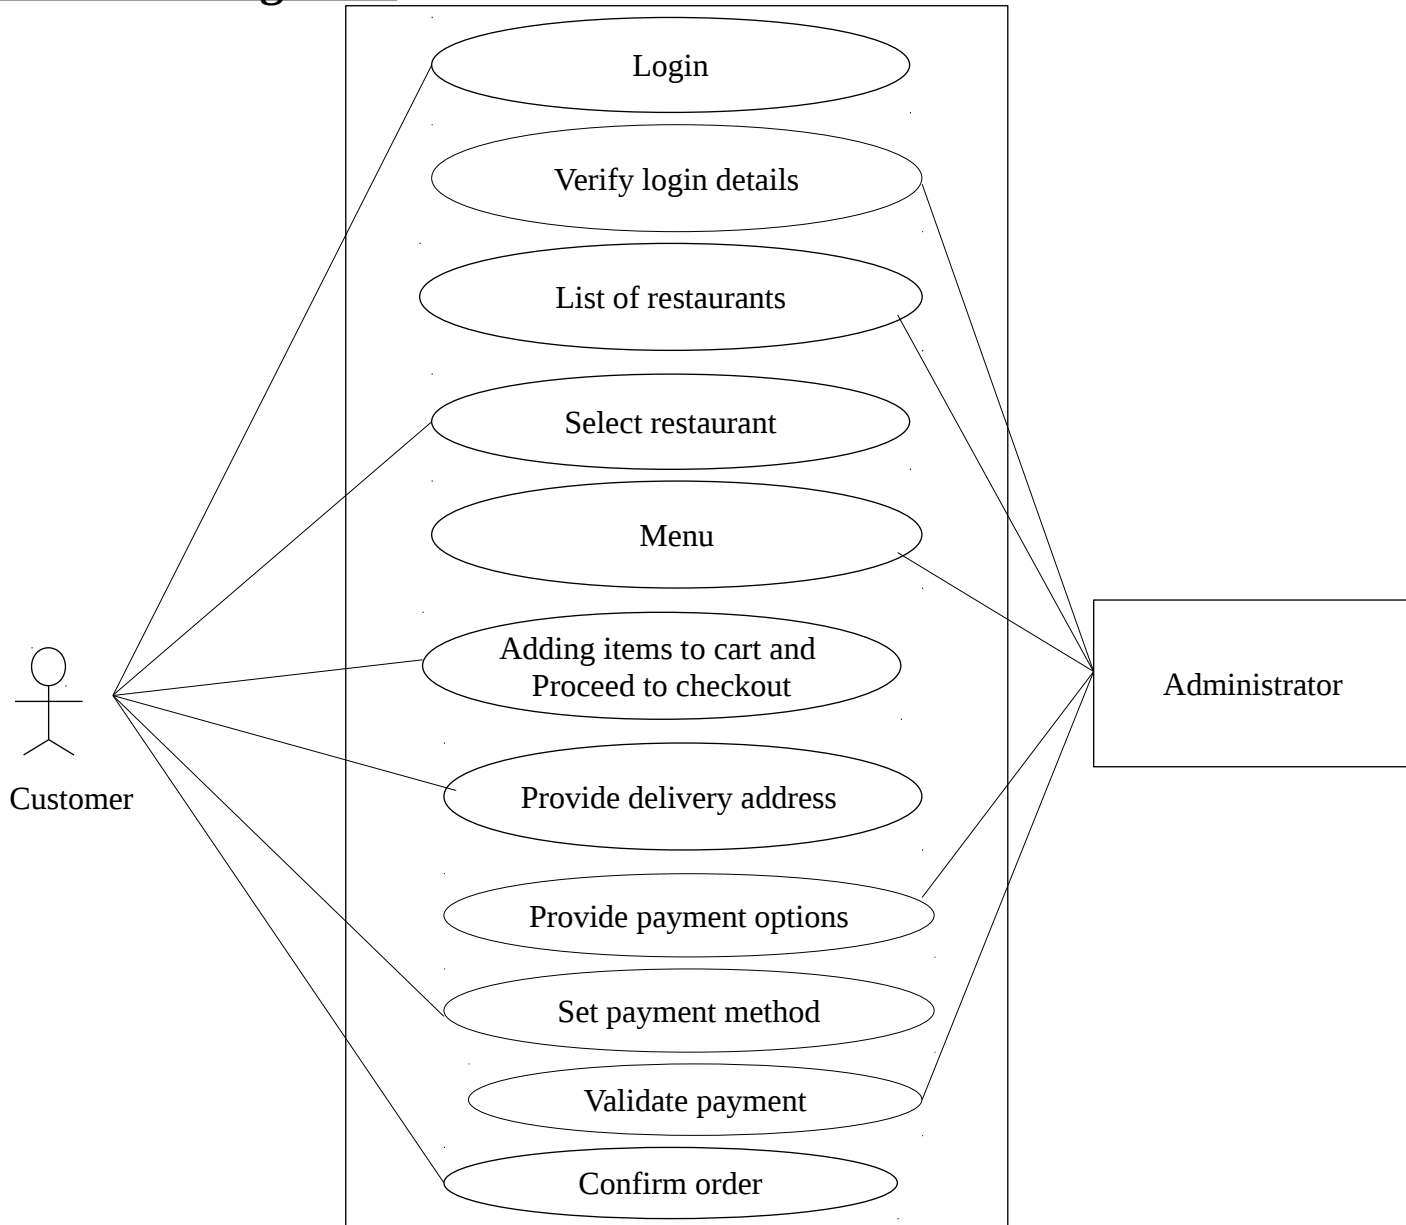 Login
Verify login details
List of restaurants
Select restaurant
Menu
Adding items to cart and
Proceed to checkout
Administrator
Customer
Provide delivery address
Provide payment options
Set payment method
Validate payment
Confirm order